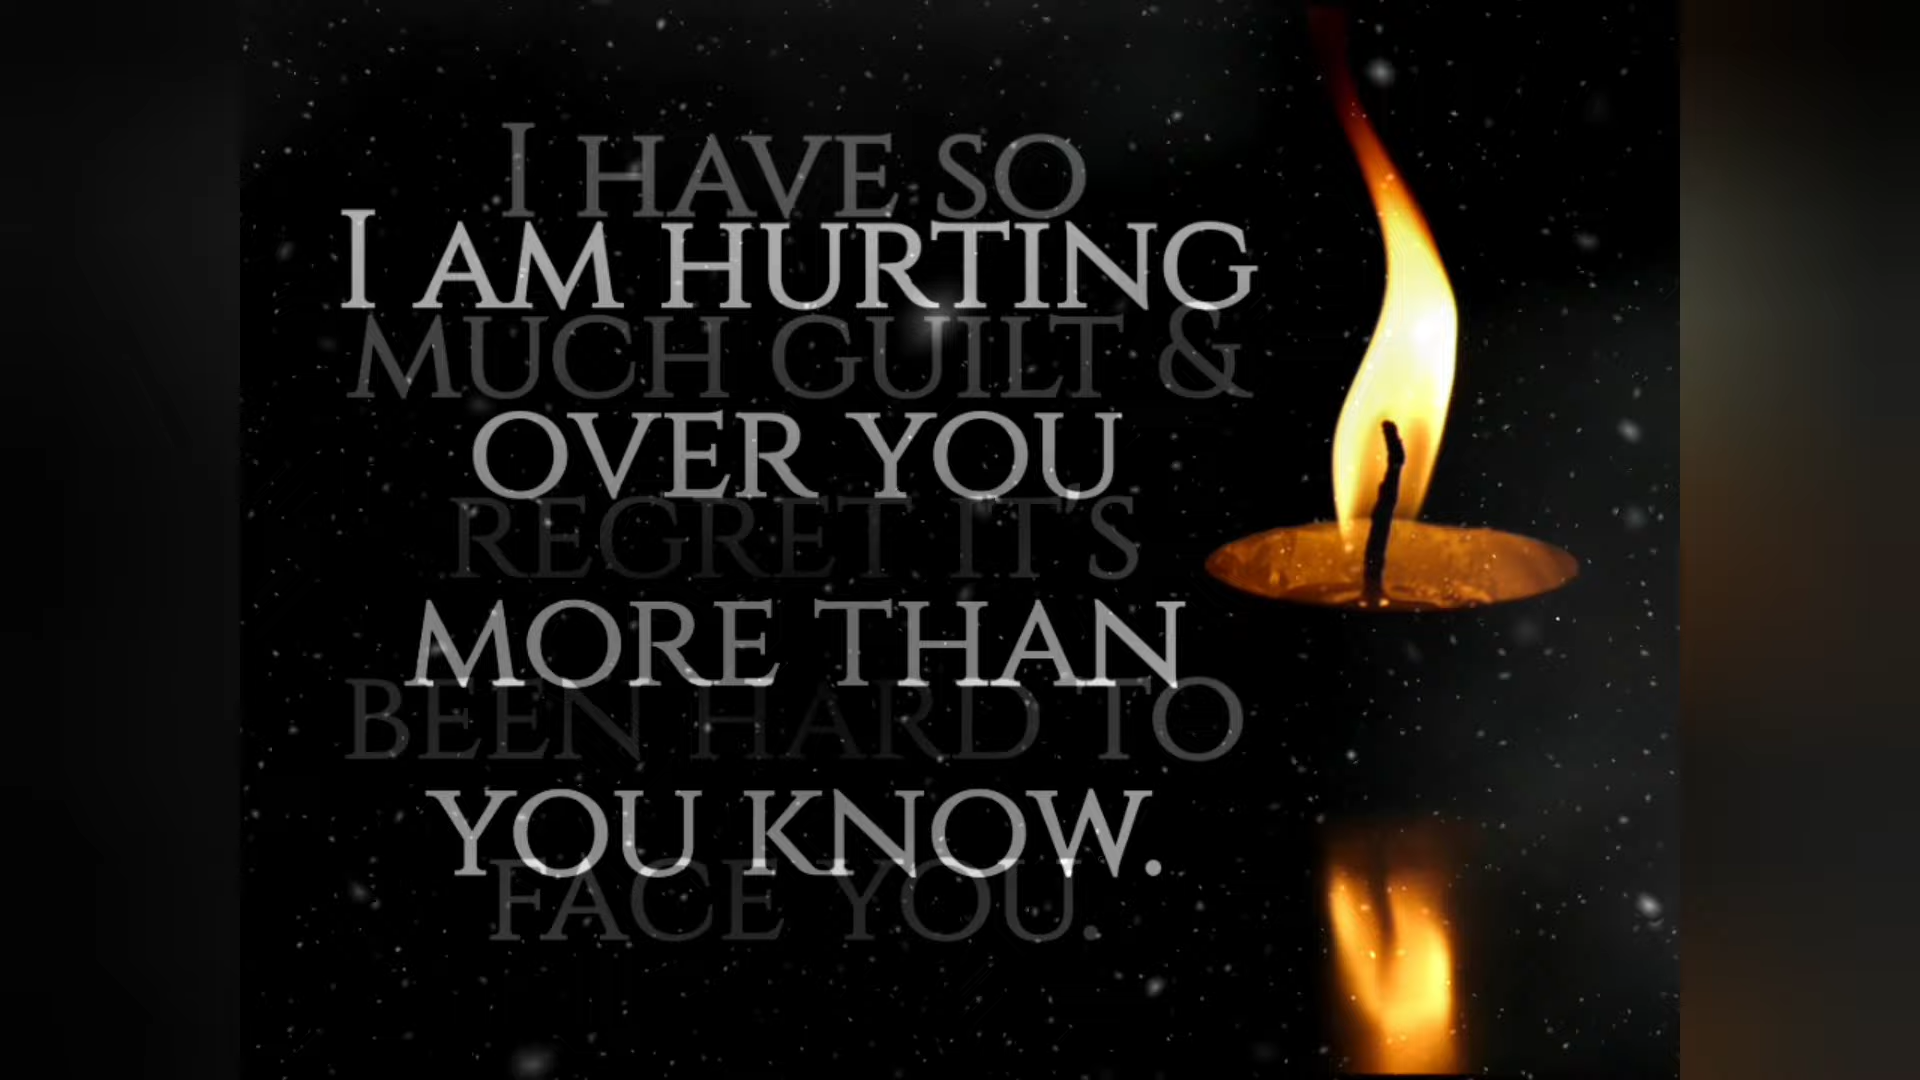 I HAVE SO
I AM HURTING
MUCH GUILT &
OVER YOU
REGRET IT'S
MORE THAN
BEEN HARD TO
YOU KNOW.
FACE YOU.